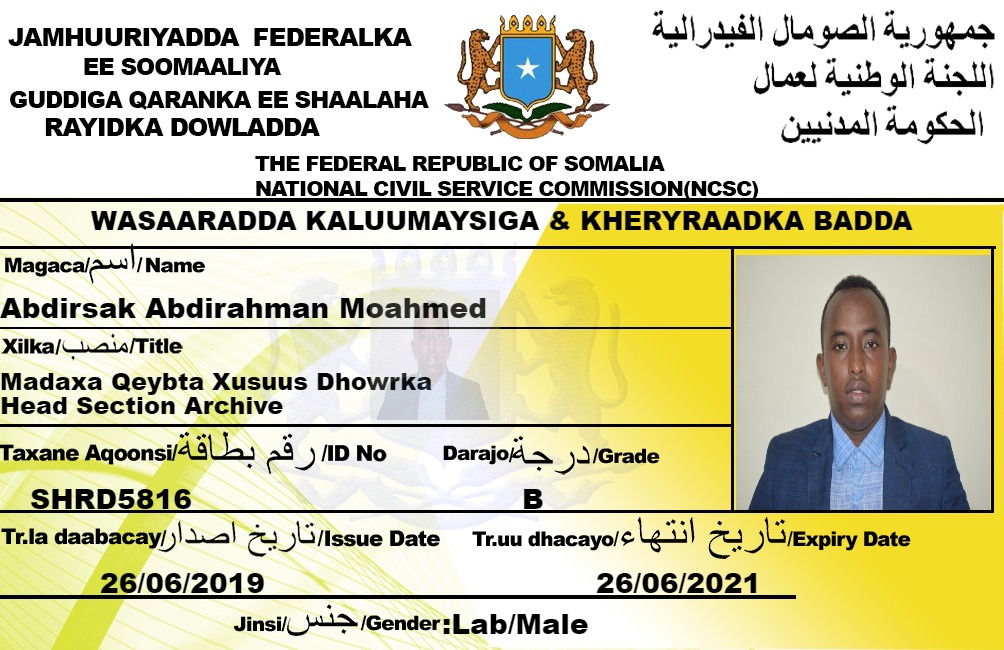 JAMHUURIYADDA FEDERALKA
EE SOOMAALIYA
GUDDIGA QARANKA EE SHAALAHA
RAYIDKA DOWLADDA
جمهورية الصومال الفيدرالية
اللجنة الوطنية لعمال
الحكومة المدنيين
THE FEDERAL REPUBLIC OF SOMALIA
NATIONAL CIVIL SERVICE COMMISSION(NCSC)
WASAARADDA KALUUMAYSIGA & KHERYRAADKA BADDA
Magaca/اسم/Name
Abdirsak Abdirahman Moahmed
Xilka/منصب/Title
Madaxa Qeybta Xusuus Dhowrka
Head Section Archive
Taxane Aqoonsi/رقم بطاقة/ID No
Darajo/درجة/Grade
SHRD5816
B
Tr.la daabacay/تاريخ اصدار/Issue Date
Tr.uu dhacayo/تاريخ انتهاء/Expiry Date
26/06/2019
26/06/2021
Jinsi/جنس/Gender:Lab/Male